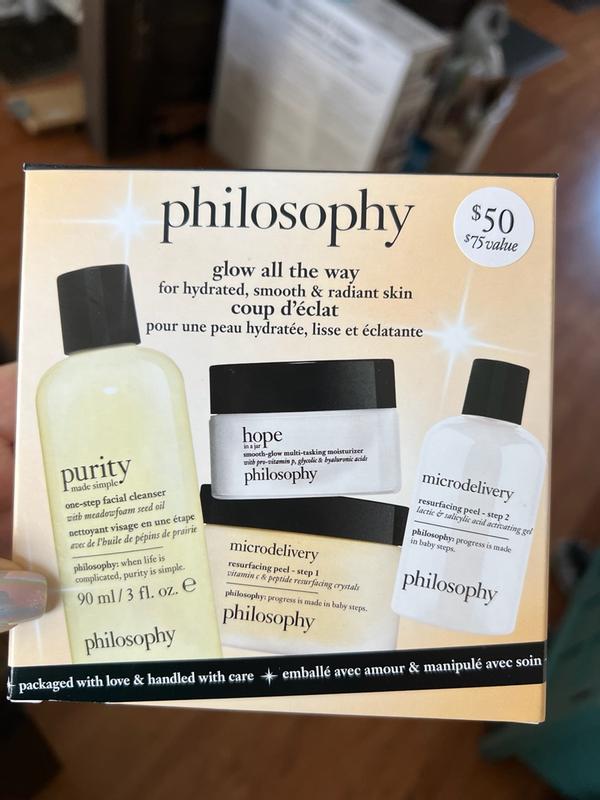 philosophy
$50
$75 value
glow all the way
for hydrated, smooth & radiant skin
coup d'éclat
pour une peau hydratée, lisse et éclatante
purity
made simple
one-step facial cleanser
with meadowfoam seed oil
nettoyant visage en une étape
avec de l'huile de pépins de prairie
philosophy: when life is
complicated, purity is simple.
90 ml / 3 fl. oz. ℮
philosophy
hope
in a jar
smooth-glow multi-tasking moisturizer
with pro-vitamin p, glycolic & hyaluronic acids
philosophy
microdelivery
resurfacing peel - step 1
vitamin c & peptide resurfacing crystals
philosophy: progress is made in baby steps.
philosophy
microdelivery
resurfacing peel - step 2
lactic & salicylic acid activating gel
philosophy: progress is made
in baby steps.
philosophy
packaged with love & handled with care emballé avec amour & manipulé avec soin